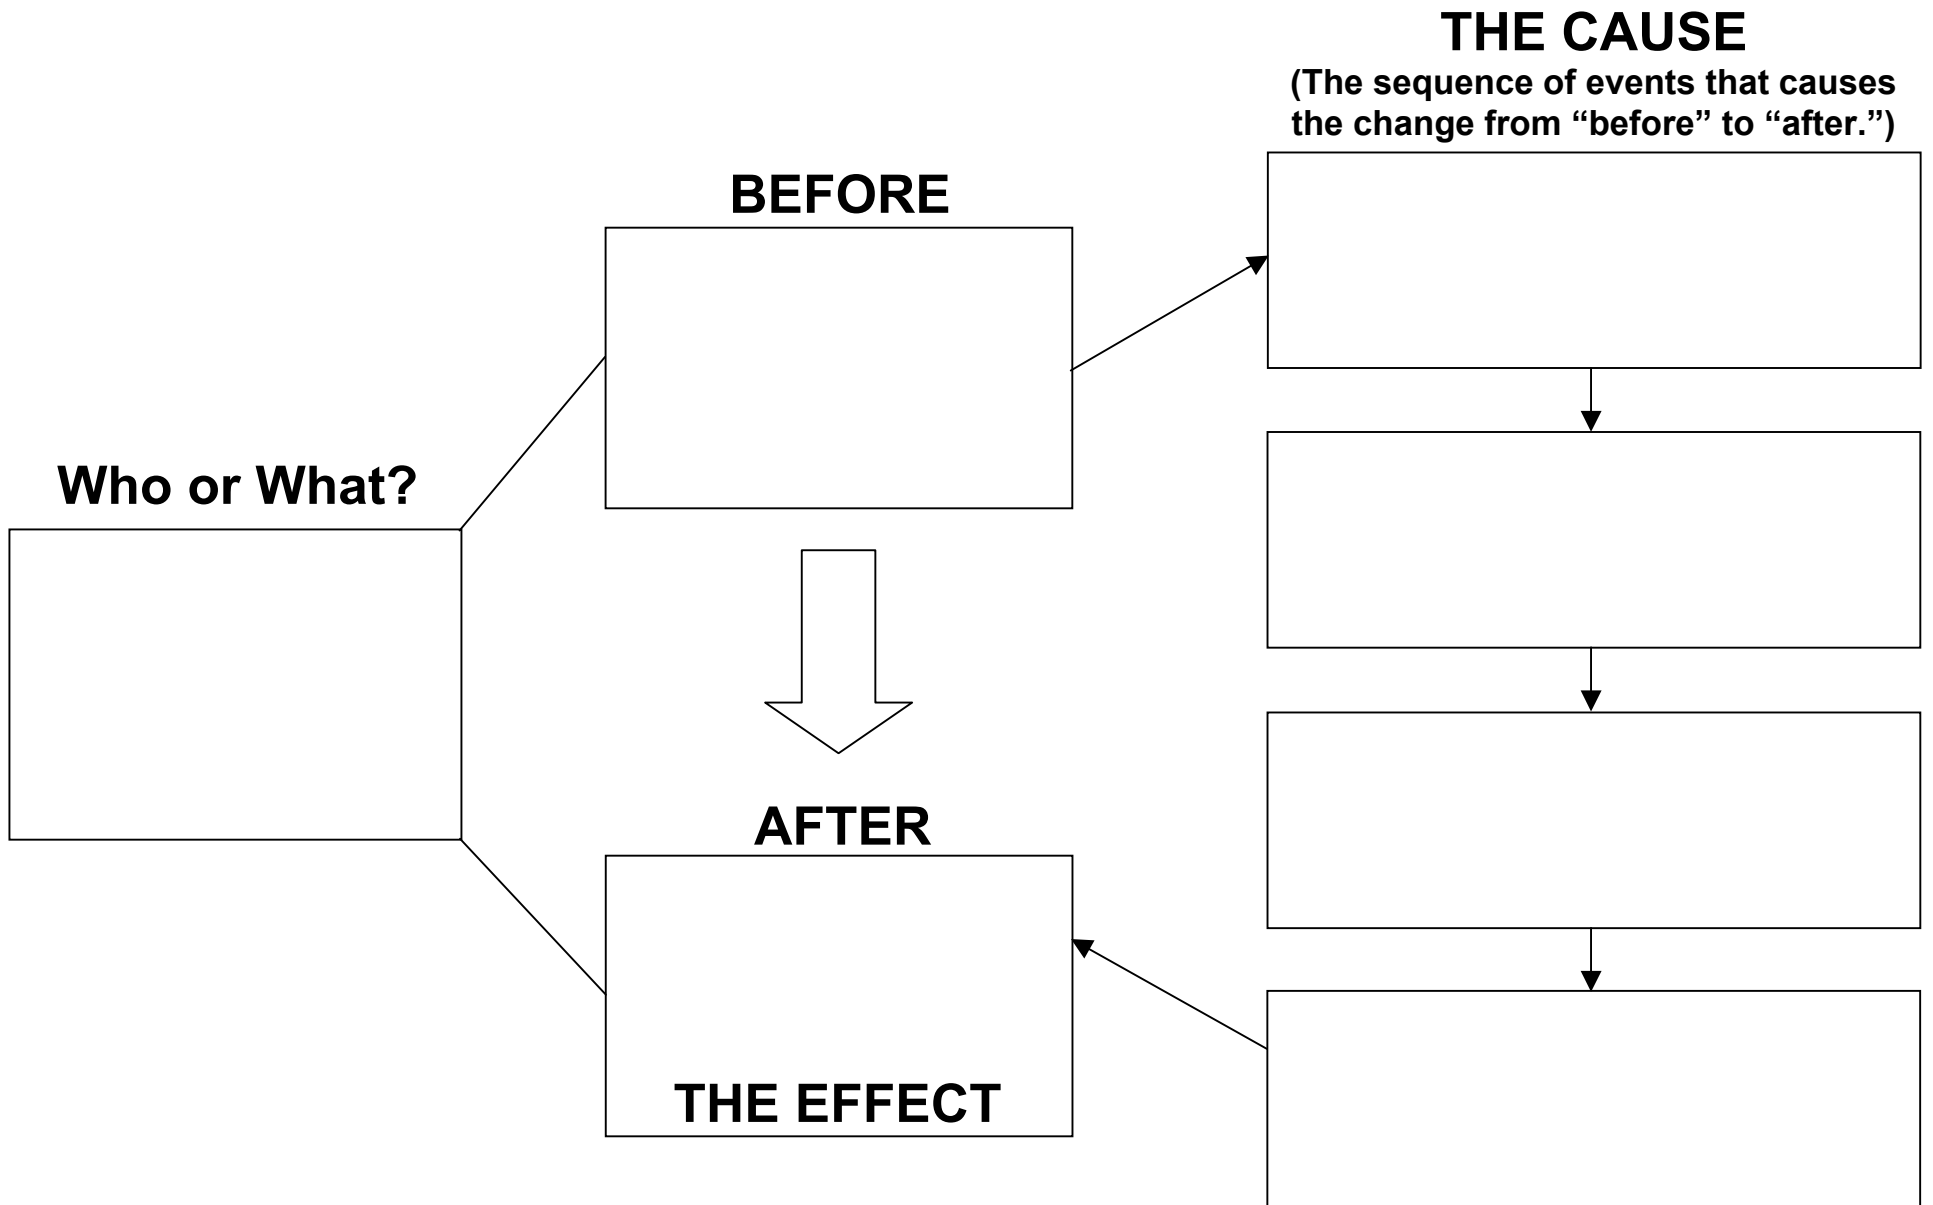 THE CAUSE
(The sequence of events that causes
the change from “before” to “after.”)
BEFORE
Who or What?
AFTER
THE EFFECT